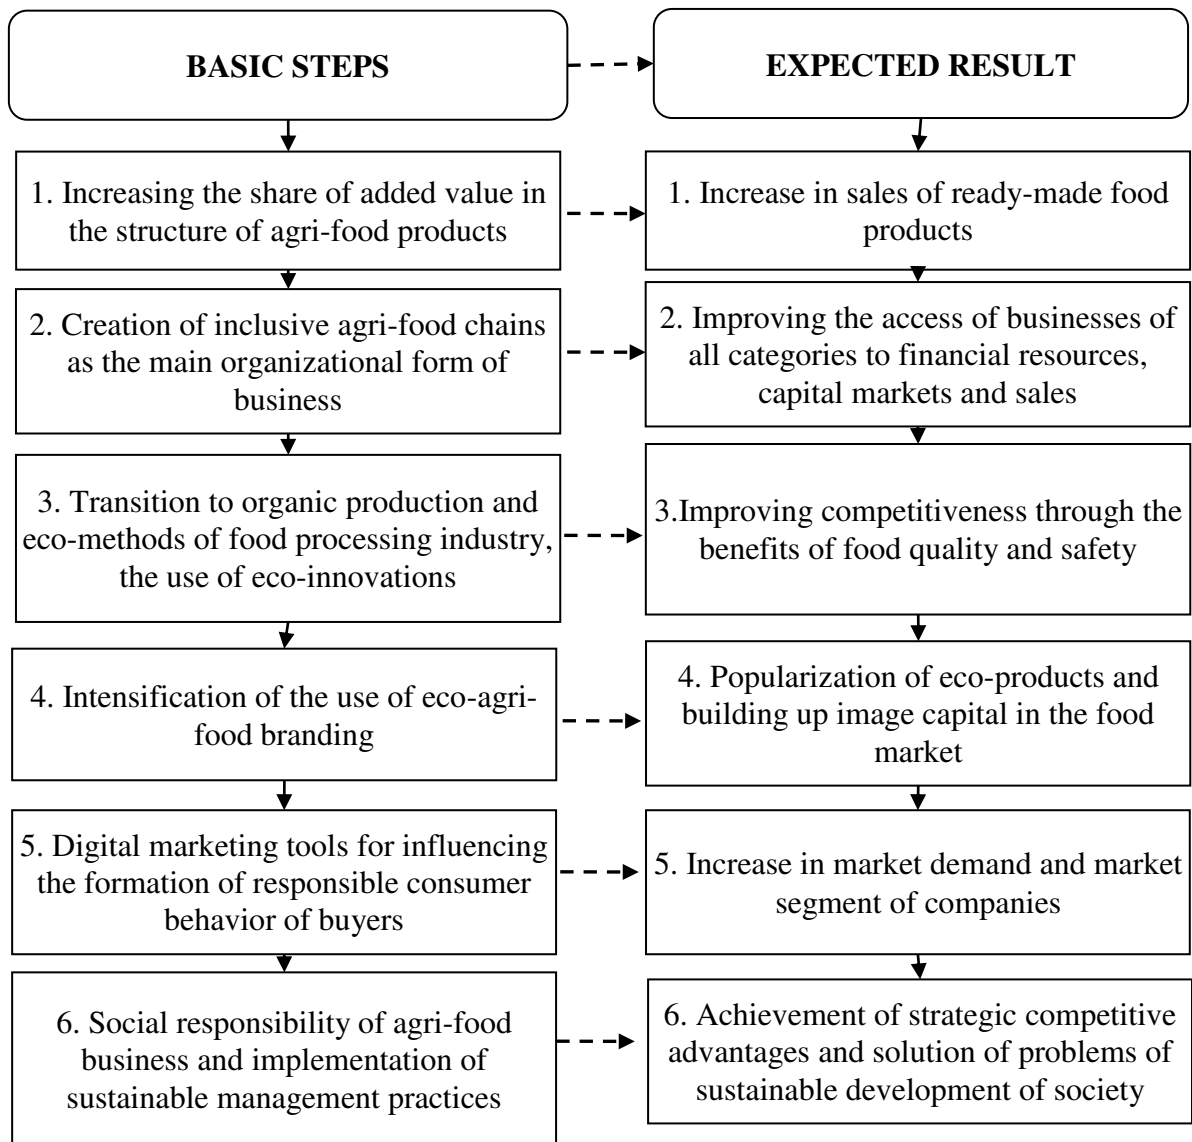 BASIC STEPS
EXPECTED RESULT
1. Increasing the share of added value in
the structure of agri-food products
1. Increase in sales of ready-made food
products
2. Creation of inclusive agri-food chains
as the main organizational form of
business
2. Improving the access of businesses of
all categories to financial resources,
capital markets and sales
3. Transition to organic production and
eco-methods of food processing industry,
the use of eco-innovations
3.Improving competitiveness through the
benefits of food quality and safety
4. Intensification of the use of eco-agri-
food branding
4. Popularization of eco-products and
building up image capital in the food
market
5. Digital marketing tools for influencing
the formation of responsible consumer
behavior of buyers
5. Increase in market demand and market
segment of companies
6. Social responsibility of agri-food
business and implementation of
sustainable management practices
6. Achievement of strategic competitive
advantages and solution of problems of
sustainable development of society